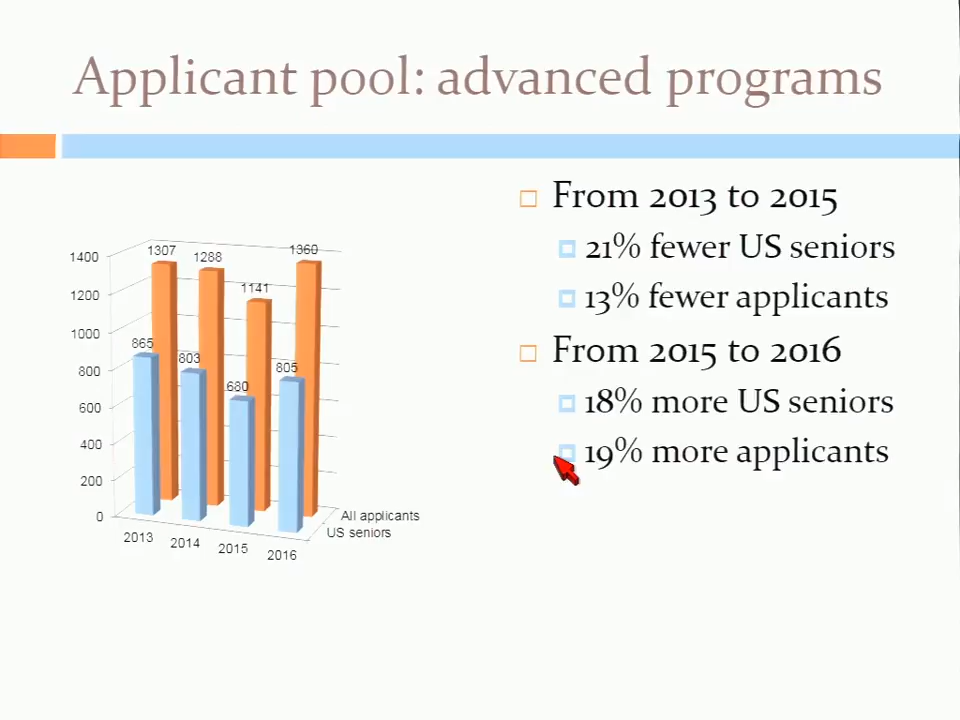 Applicant pool: advanced programs
From 2013 to 2015
21% fewer US seniors
13% fewer applicants
From 2015 to 2016
18% more US seniors
19% more applicants
1400
1200
1000
800
600
400
200
0
1307
1288
1141
1360
865
803
680
805
2013
2014
2015
2016
All applicants
US seniors